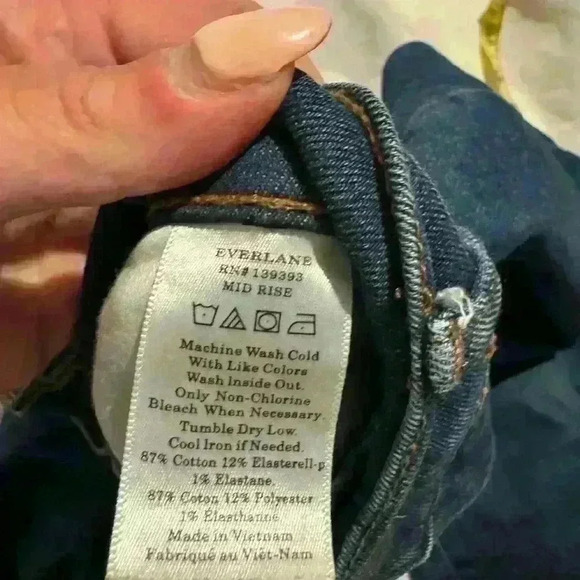 EVERLANE
RN# 139393
MID RISE
Machine Wash Cold
With Like Colors
Wash Inside Out.
Only Non-Chlorine
Bleach When Necessary.
Tumble Dry Low.
Cool Iron if Needed.
87% Cotton 12% Elasterell-p
1% Elastane.
87% Coton 12% Polyester
1% Élasthanne
Made in Vietnam
Fabriqué au Viêt-Nam